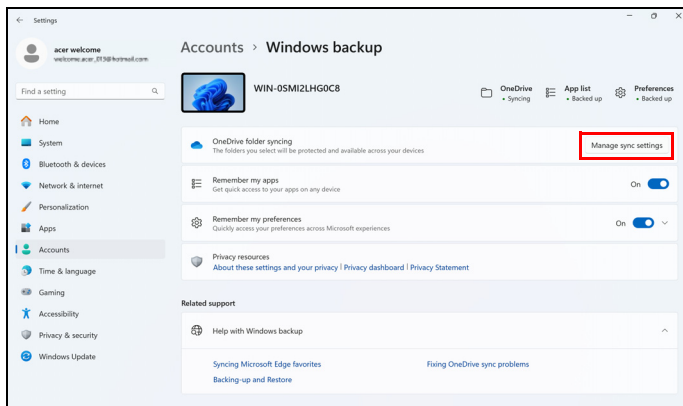 Settings
acer welcome
Accounts > Windows backup
Find a setting
WIN-0SMI2LHG0C8
OneDrive
• Syncing
App list
• Backed up
Preferences
• Backed up
Home
System
Bluetooth & devices
Network & internet
Personalization
Apps
Accounts
Time & language
Gaming
Accessibility
Privacy & security
Windows Update
OneDrive folder syncing
The folders you select will be protected and available across your devices
Manage sync settings
Remember my apps
Get quick access to your apps on any device
On
Remember my preferences
Quickly access your preferences across Microsoft experiences
On
Privacy resources
About these settings and your privacy | Privacy dashboard | Privacy Statement
Related support
Help with Windows backup
Syncing Microsoft Edge favorites
Fixing OneDrive sync problems
Backing-up and Restore